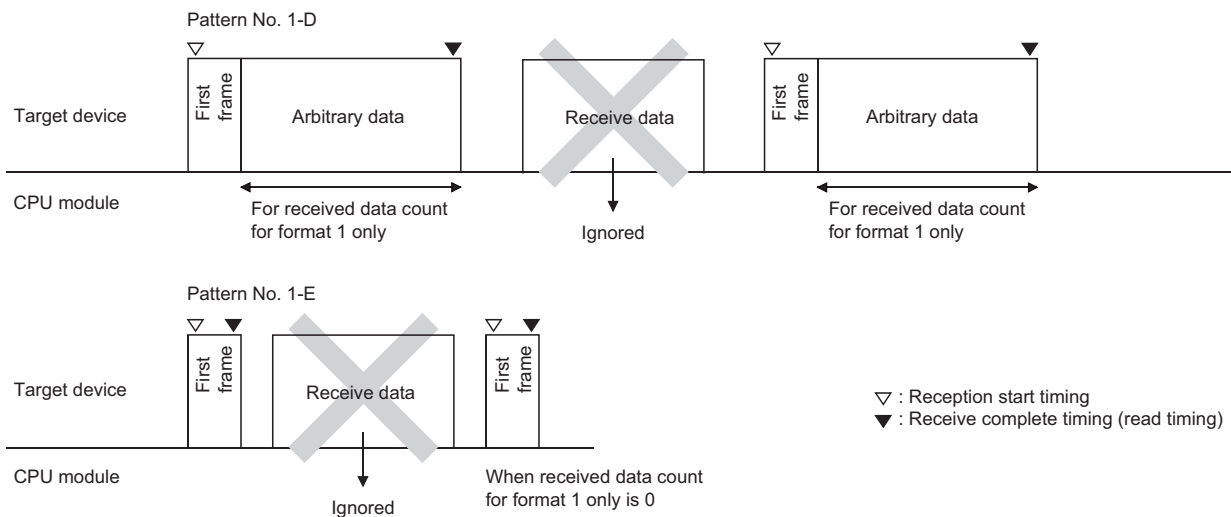 Pattern No. 1-D
Target device
First
frame
Arbitrary data
Receive data
First
frame
Arbitrary data
CPU module
For received data count
for format 1 only
Ignored
For received data count
for format 1 only
Pattern No. 1-E
Target device
First
frame
Receive data
First
frame
▽ : Reception start timing
▼ : Receive complete timing (read timing)
CPU module
Ignored
When received data count
for format 1 only is 0